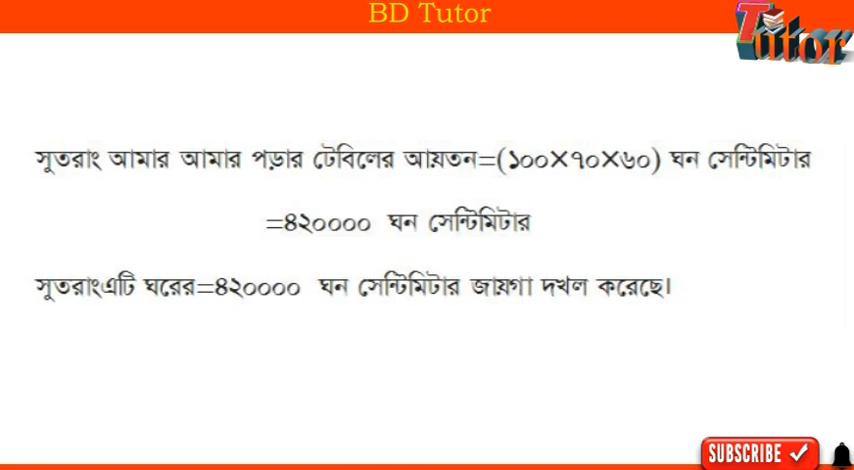 BD Tutor
Tutor
সুতরাং আমার আমার পড়ার টেবিলের আয়তন=(১০০×৭০×৬০) ঘন সেন্টিমিটার
=৪২০০০০ ঘন সেন্টিমিটার
সুতরাংএটি ঘরের=৪২০০০০ ঘন সেন্টিমিটার জায়গা দখল করেছে।
SUBSCRIBE